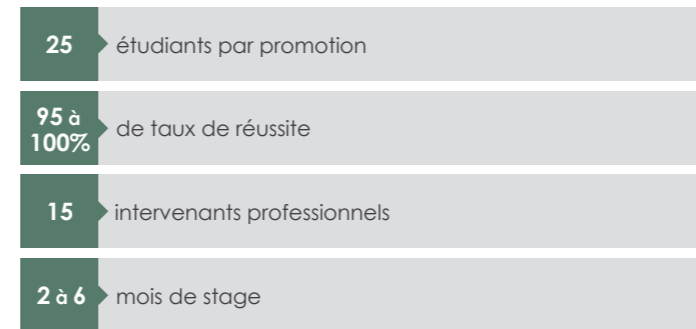 25 étudiants par promotion
95 à
100% de taux de réussite
15 intervenants professionnels
2 à 6 mois de stage